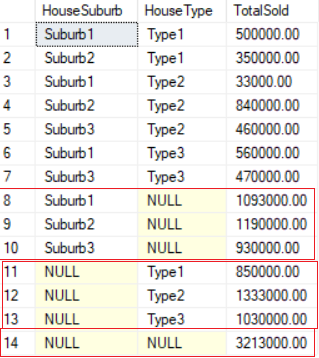 HouseSuburb HouseType TotalSold
1 Suburb1 Type1 500000.00
2 Suburb2 Type1 350000.00
3 Suburb1 Type2 33000.00
4 Suburb2 Type2 840000.00
5 Suburb3 Type2 460000.00
6 Suburb1 Type3 560000.00
7 Suburb3 Type3 470000.00
8 Suburb1 NULL 1093000.00
9 Suburb2 NULL 1190000.00
10 Suburb3 NULL 930000.00
11 NULL Type1 850000.00
12 NULL Type2 1333000.00
13 NULL Type3 1030000.00
14 NULL NULL 3213000.00